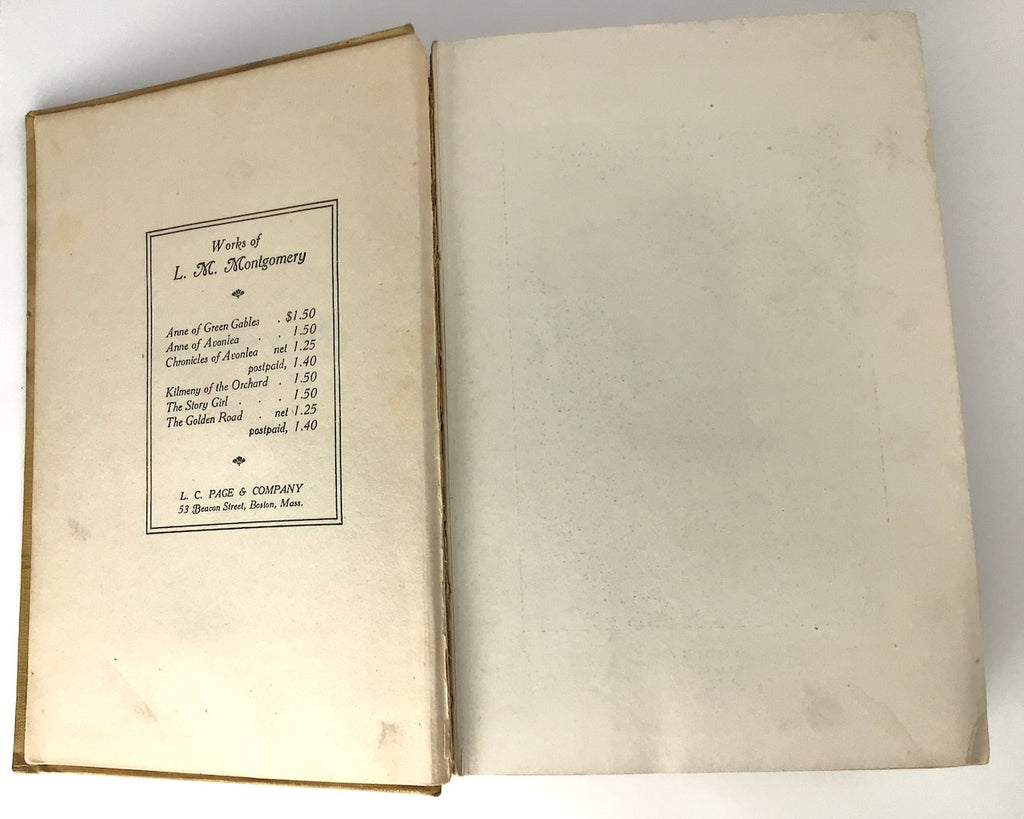 Works of
L. M. Montgomery
Anne of Green Gables . $1.50
Anne of Avonlea . . 1.50
Chronicles of Avonlea net 1.25
postpaid, 1.40
Kilmeny of the Orchard . 1.50
The Story Girl . . . 1.50
The Golden Road . net 1.25
postpaid, 1.40
L. C. PAGE & COMPANY
53 Beacon Street, Boston, Mass.